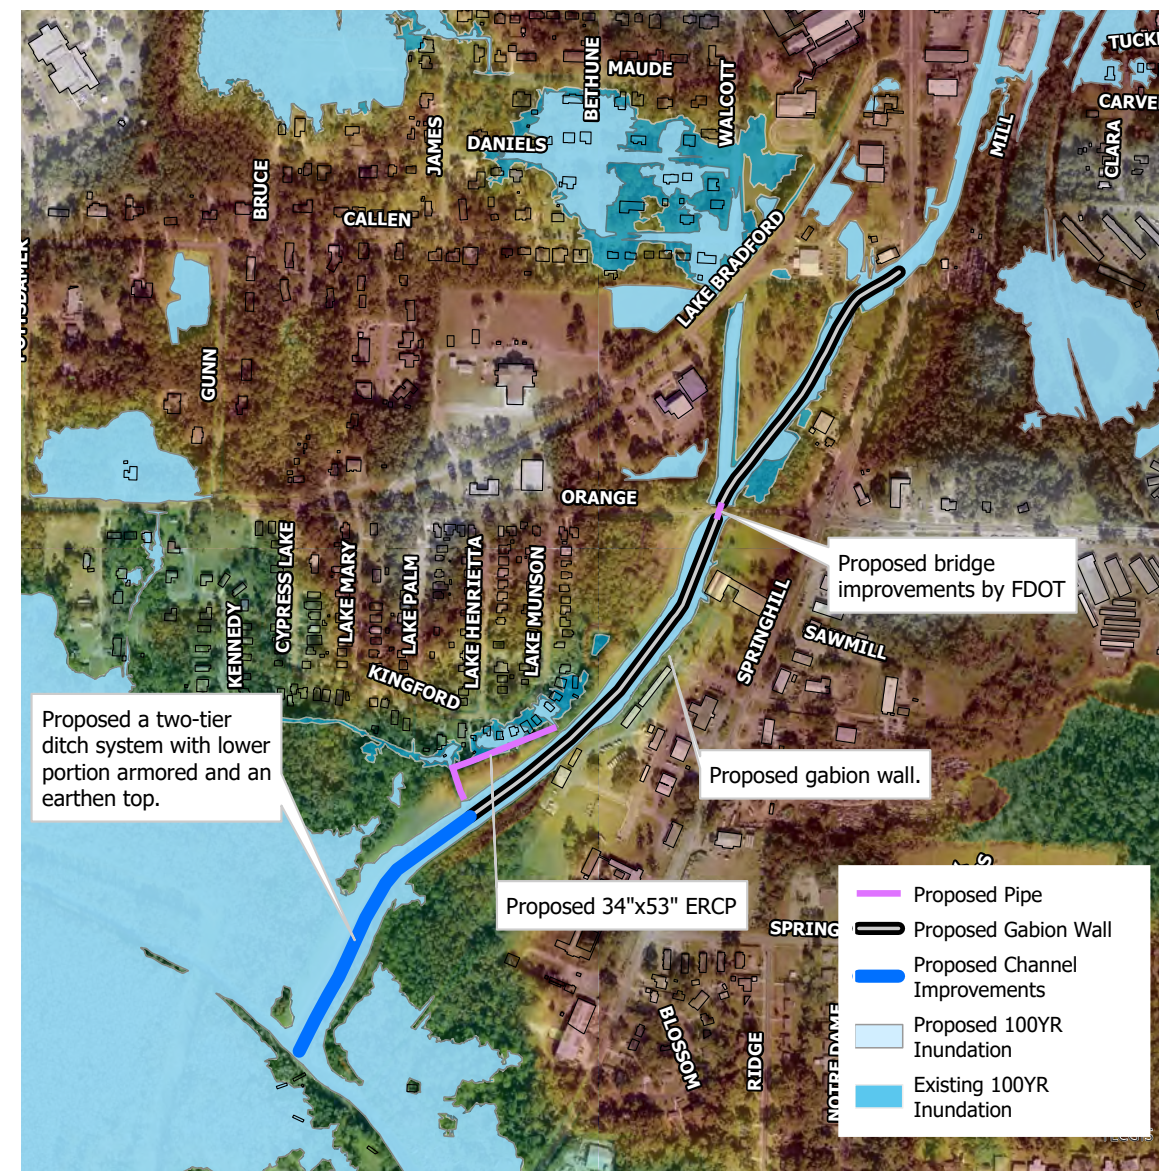 BETHUNE
MAUDE
WALCOTT
MILL
CARVE
CLARA
JAMES
DANIELS
BRUCE
CALLEN
LAKE BRADFORD
GUNN
ORANGE
Proposed bridge
improvements by FDOT
CYPRESS LAKE
LAKE MARY
LAKE PALM
LAKE HENRIETTA
LAKE MUNSON
KENNEDY
KINGFORD
SPRINGHILL
SAWMILL
Proposed a two-tier
ditch system with lower
portion armored and an
earthen top.
Proposed gabion wall.
Proposed 34"x53" ERCP
SPRING
BLOSSOM
RIDGE
NOTRE DAME
Proposed Pipe
Proposed Gabion Wall
Proposed Channel
Improvements
Proposed 100YR
Inundation
Existing 100YR
Inundation